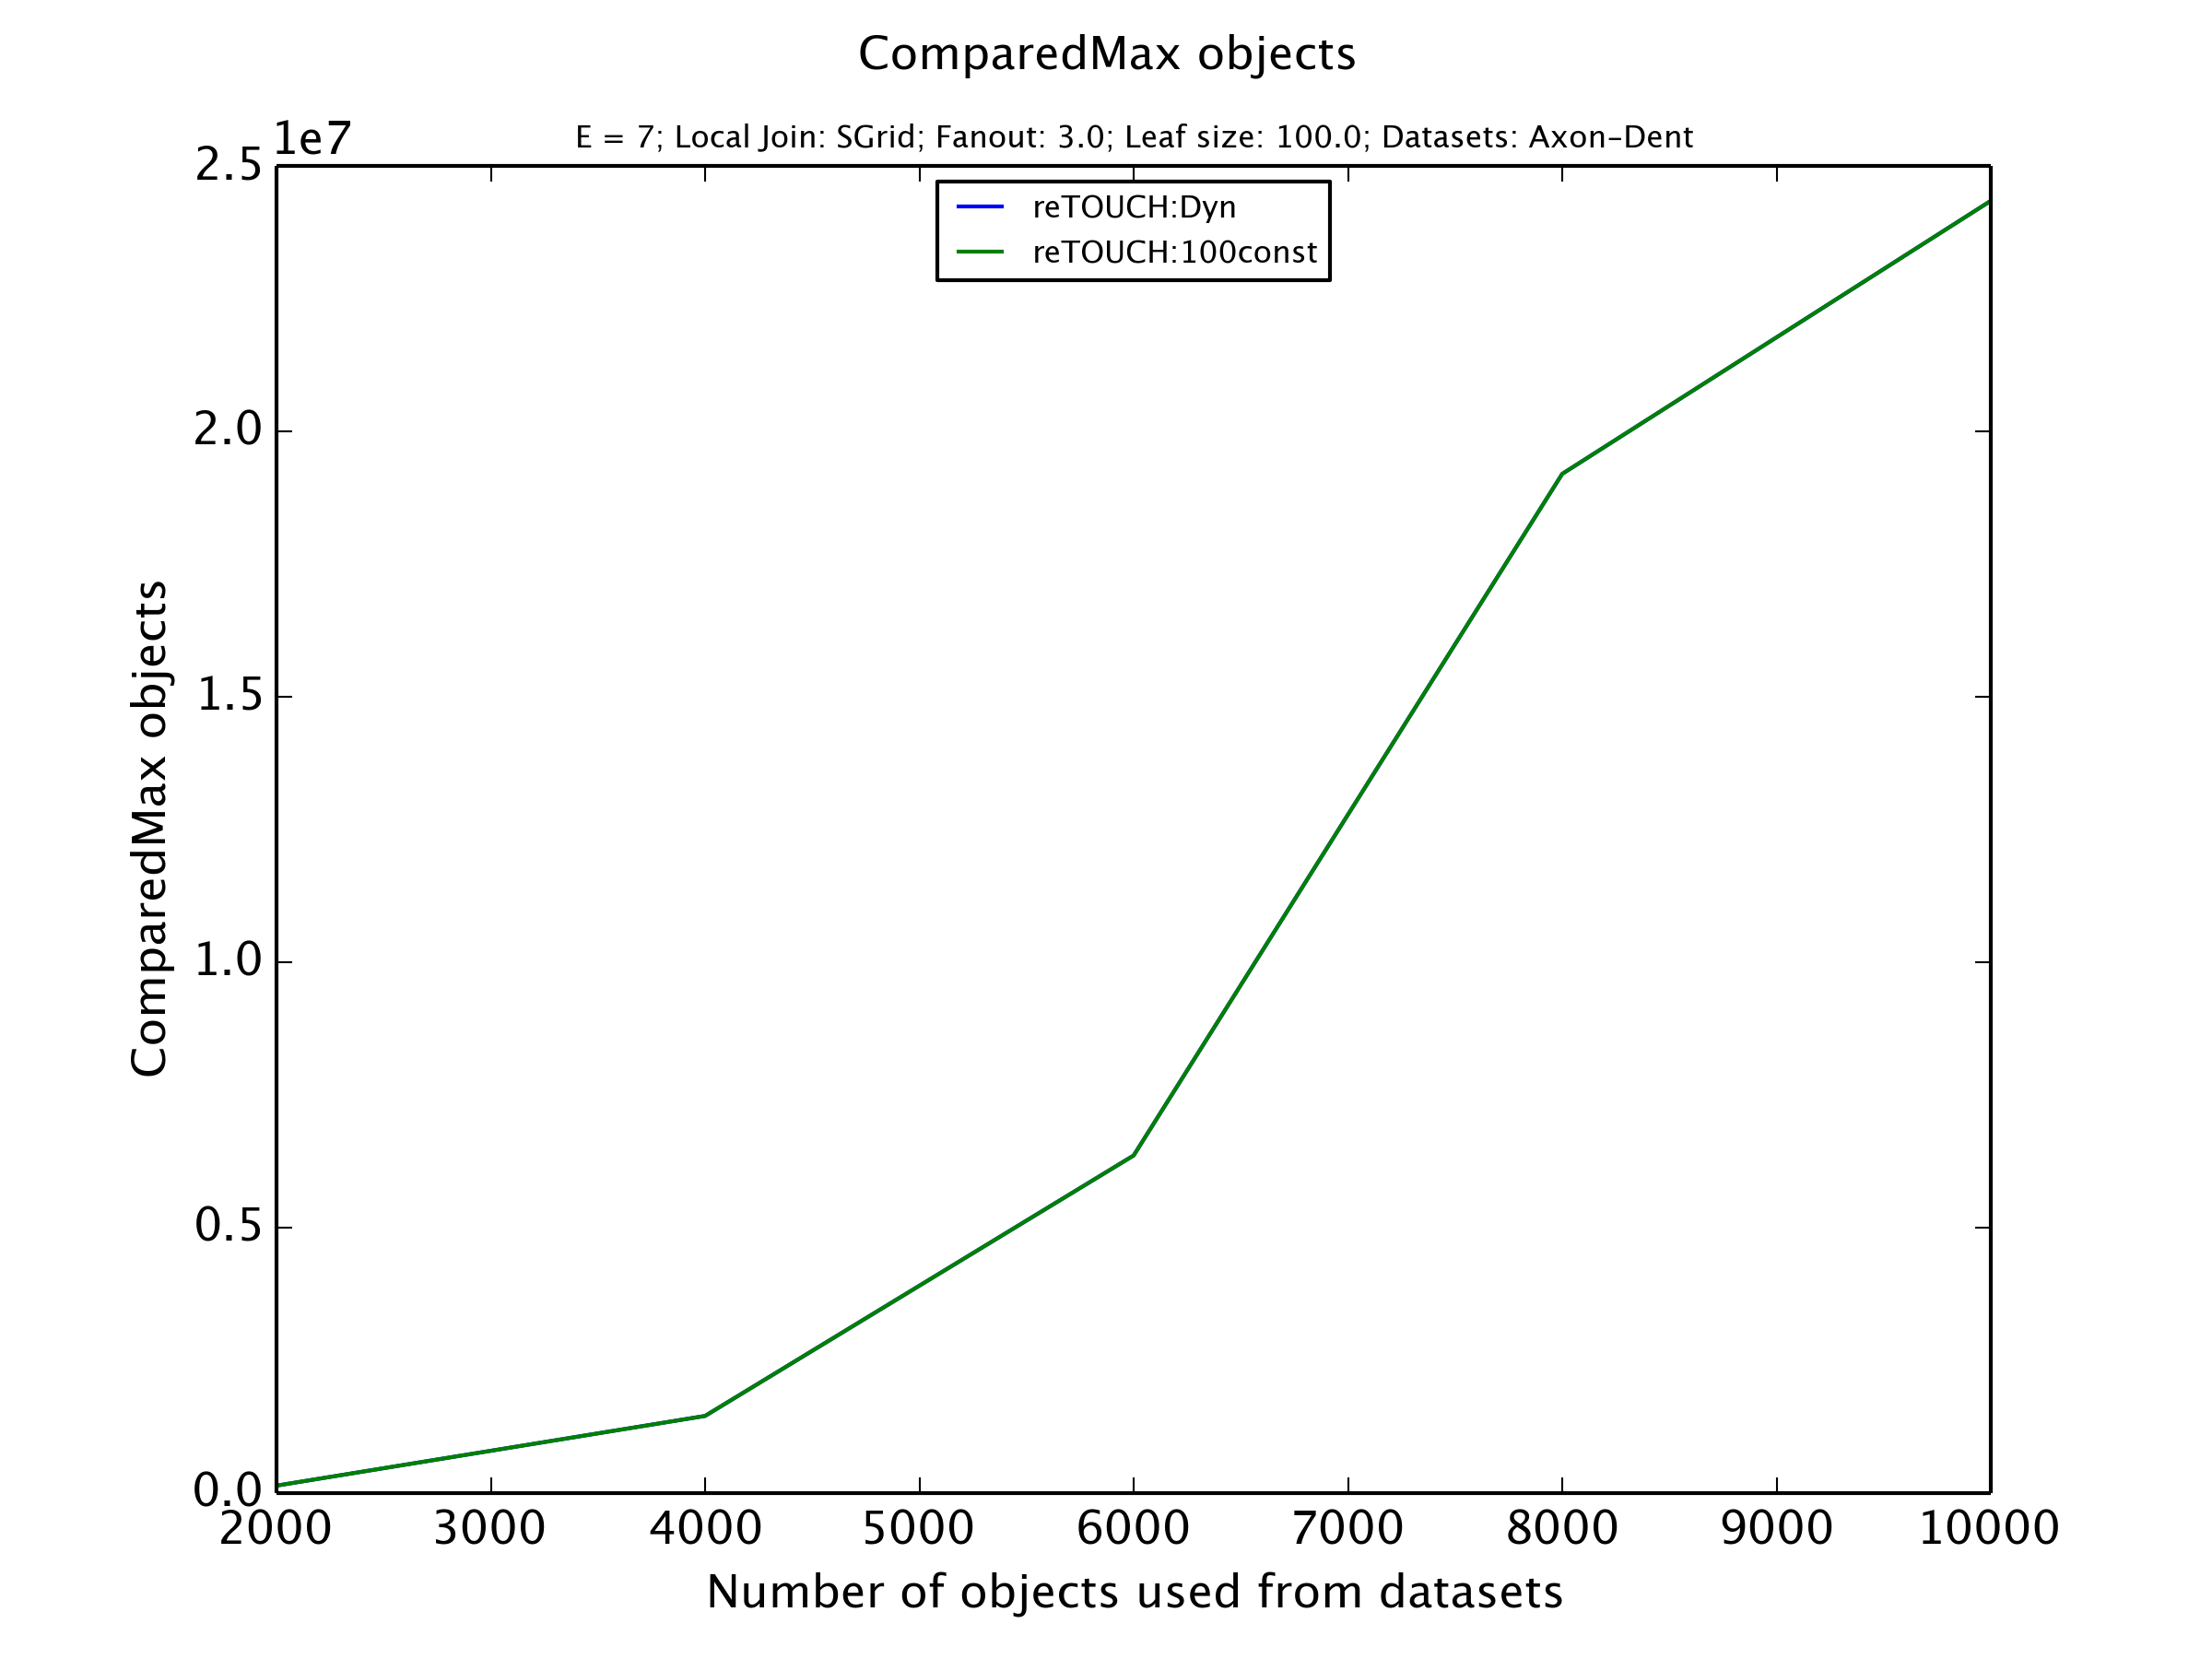 ComparedMax objects
1e7
E = 7; Local Join: SGrid; Fanout: 3.0; Leaf size: 100.0; Datasets: Axon-Dent
reTOUCH:Dyn
reTOUCH:100const
2.5
2.0
1.5
1.0
0.5
0.0
ComparedMax objects
2000 3000 4000 5000 6000 7000 8000 9000 10000
Number of objects used from datasets